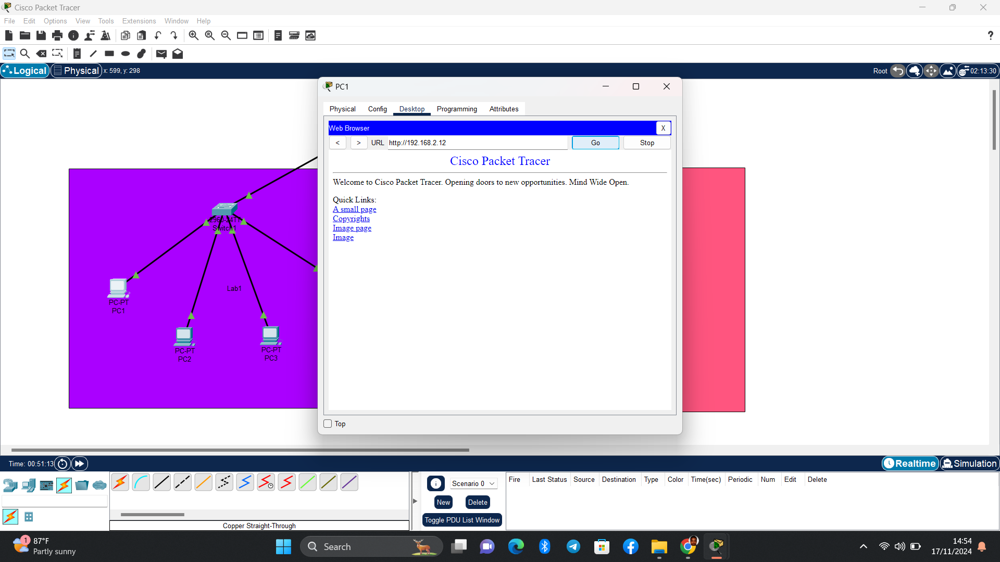 Cisco Packet Tracer
File Edit Options View Tools Extensions Window Help
?
Logical Physical x: 599, y: 298 Root 02:13:30
PC1
Physical Config Desktop Programming Attributes
Web Browser X
< > URL http://192.168.2.12 Go Stop
Cisco Packet Tracer
Welcome to Cisco Packet Tracer. Opening doors to new opportunities. Mind Wide Open.
Quick Links:
A small page
Copyrights
Image page
Image
2960-24TT
Switch1
Lab1
PC-PT
PC1
PC-PT
PC2
PC-PT
PC3
Top
Time: 00:51:13 Realtime Simulation
Scenario 0
New Delete
Toggle PDU List Window
Fire Last Status Source Destination Type Color Time(sec) Periodic Num Edit Delete
Copper Straight-Through
1
87°F
Partly sunny
Search
14:54
17/11/2024